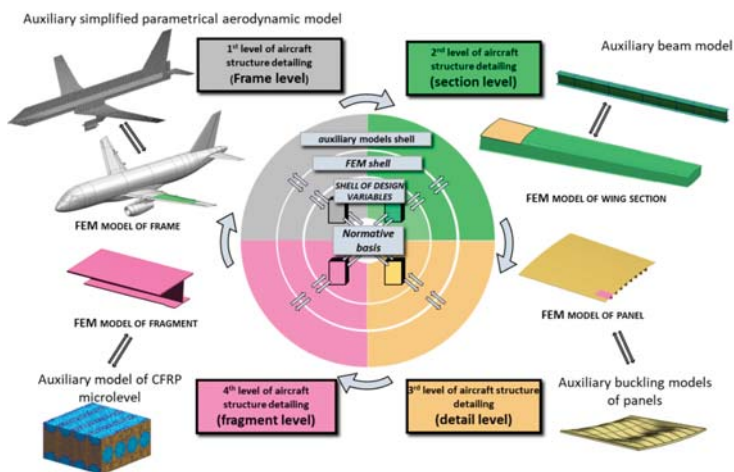 Auxiliary simplified parametrical aerodynamic model
1st level of aircraft
structure detailing
(Frame level)
2nd level of aircraft
structure detailing
(section level)
Auxiliary beam model
auxiliary models shell
FEM shell
SHELL OF DESIGN
VARIABLES
Normative
basis
FEM MODEL OF FRAME
FEM MODEL OF WING SECTION
FEM MODEL OF FRAGMENT
FEM MODEL OF PANEL
Auxiliary model of CFRP
microlevel
4th level of aircraft
structure detailing
(fragment level)
3rd level of aircraft structure
detailing
(detail level)
Auxiliary buckling models
of panels